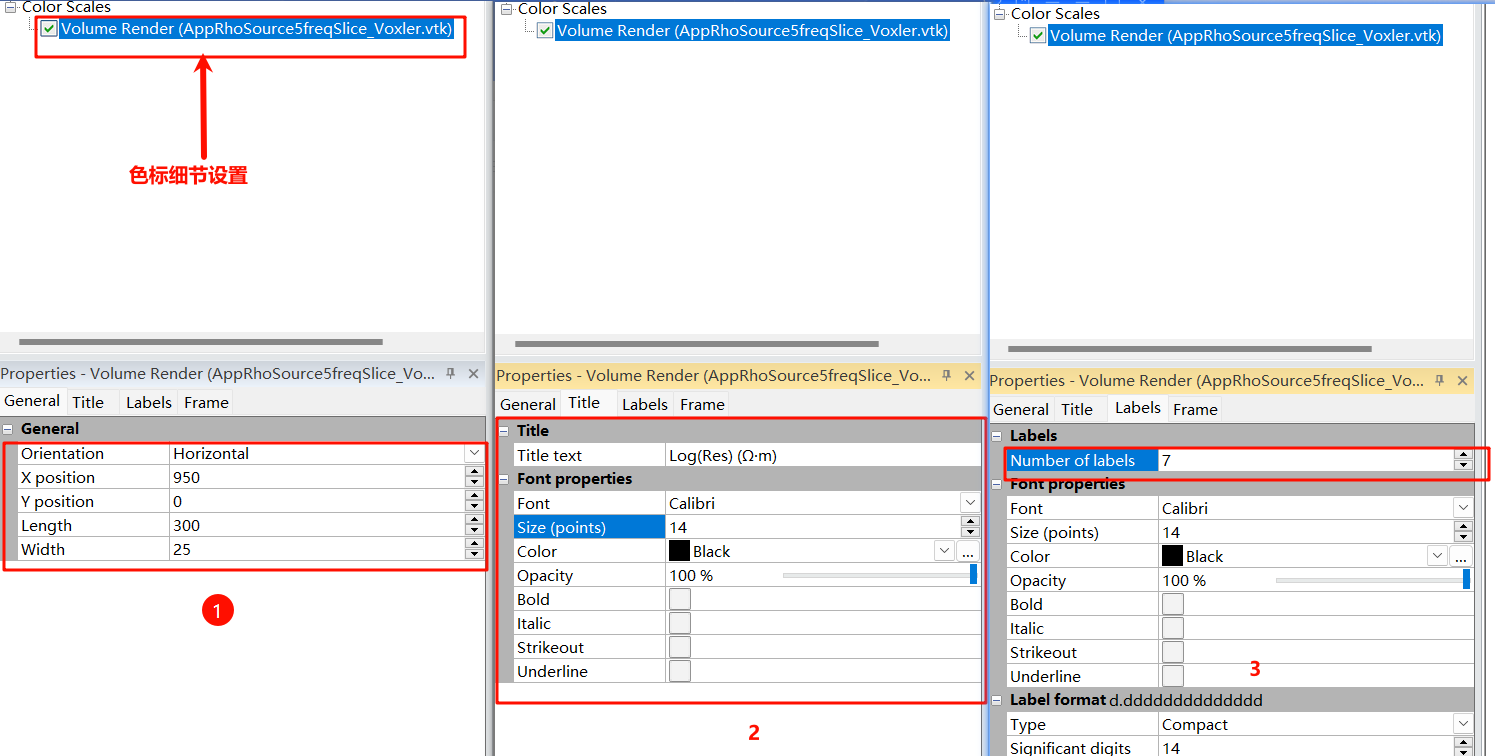 Color Scales
Volume Render (AppRhoSource5freqSlice_Voxler.vtk)
色标细节设置
Properties - Volume Render (AppRhoSource5freqSlice_Vo...
General Title Labels Frame
General
Orientation Horizontal
X position 950
Y position 0
Length 300
Width 25
1
Color Scales
Volume Render (AppRhoSource5freqSlice_Voxler.vtk)
Properties - Volume Render (AppRhoSource5freqSlice_Vo...
General Title Labels Frame
Title
Title text Log(Res) (Ω·m)
Font properties
Font Calibri
Size (points) 14
Color Black ...
Opacity 100 %
Bold
Italic
Strikeout
Underline
2
Color Scales
Volume Render (AppRhoSource5freqSlice_Voxler.vtk)
Properties - Volume Render (AppRhoSource5freqSlice_Vo...
General Title Labels Frame
Labels
Number of labels 7
Font properties
Font Calibri
Size (points) 14
Color Black ...
Opacity 100 %
Bold
Italic
Strikeout
Underline
3
Label format d.dddddddddddddd
Type Compact
Significant digits 14